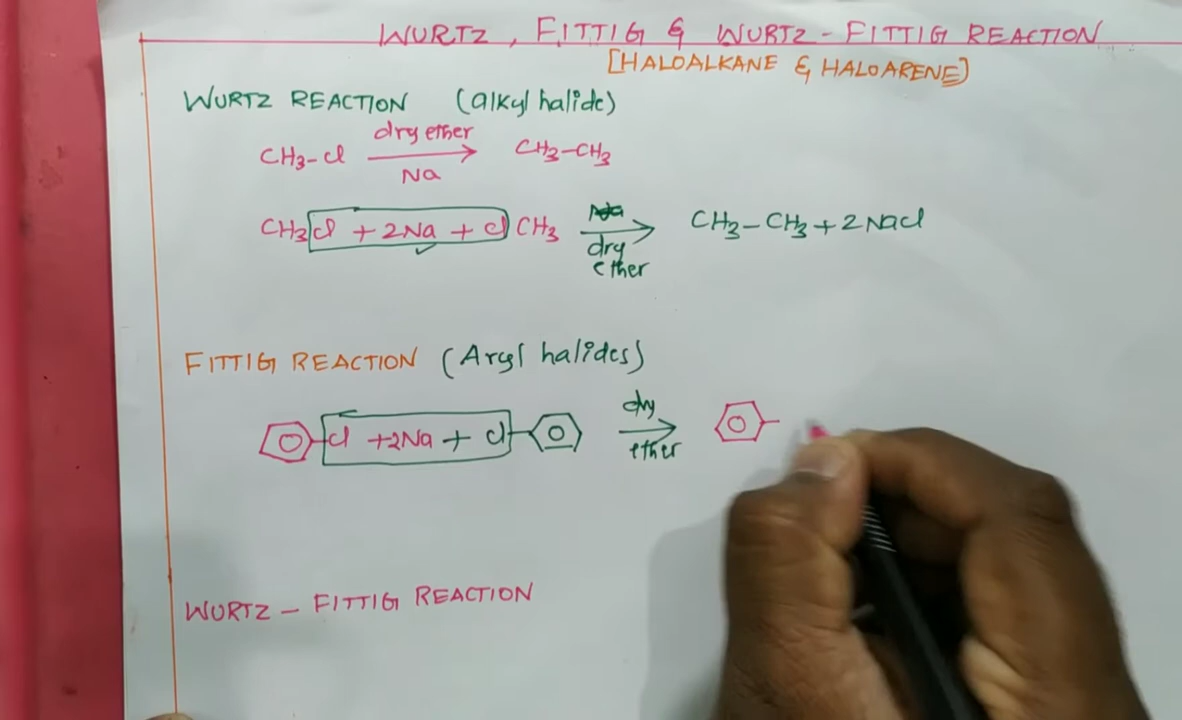 WURTZ, FITTIG & WURTZ - FITTIG REACTION
[HALOALKANE & HALOARENE]
WURTZ REACTION (alkyl halide)
dry ether
CH3-Cl → CH3-CH3
Na
CH3Cl + 2Na + Cl CH3 → CH3-CH3 + 2NaCl
dry
ether
FITTIG REACTION (Aryl halides)
dry
Cl +2Na + Cl →
ether
WURTZ - FITTIG REACTION